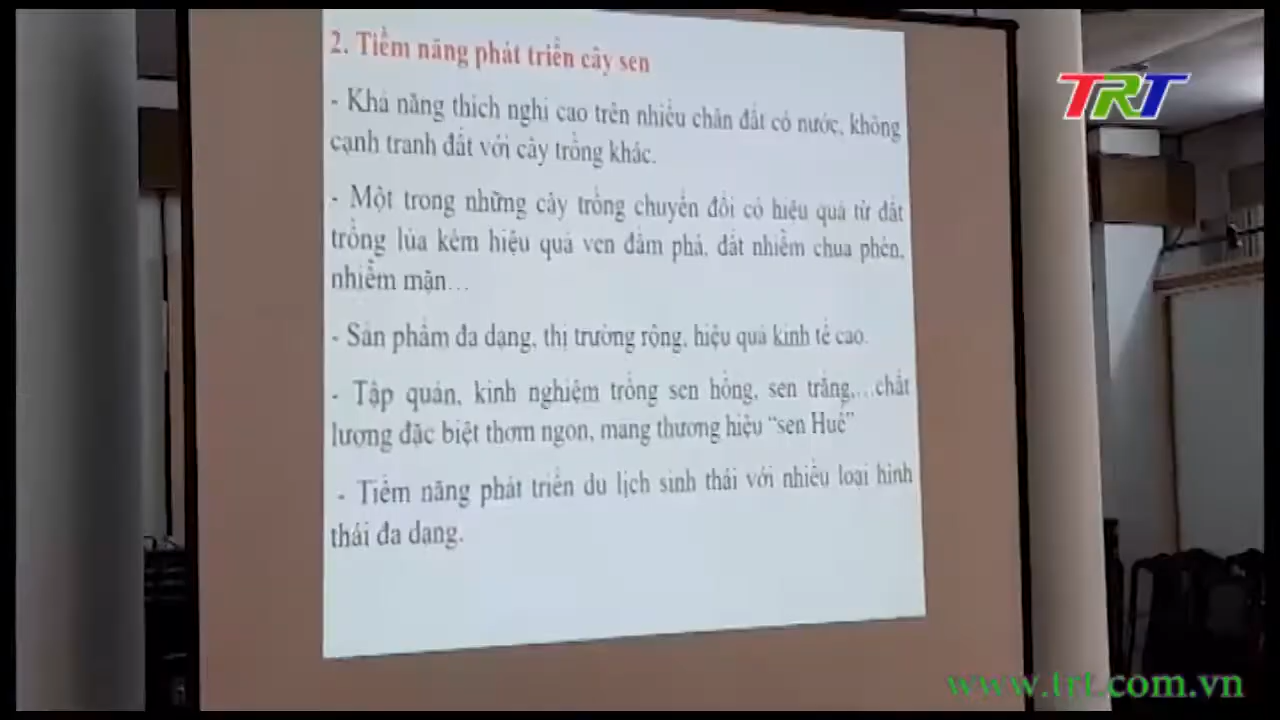 2. Tiềm năng phát triển cây sen
- Khả năng thích nghi cao trên nhiều chân đất có nước, không
cạnh tranh đất với cây trồng khác.
- Một trong những cây trồng chuyển đổi có hiệu quả từ đất
trồng lúa kém hiệu quả ven đầm phá, đất nhiễm chua phèn,
nhiễm mặn…
- Sản phẩm đa dạng, thị trường rộng, hiệu quả kinh tế cao.
- Tập quán, kinh nghiệm trồng sen hồng, sen trắng,…chất
lượng đặc biệt thơm ngon, mang thương hiệu “sen Huế”
- Tiềm năng phát triển du lịch sinh thái với nhiều loại hình
thái đa dạng.
TRT
www.trt.com.vn